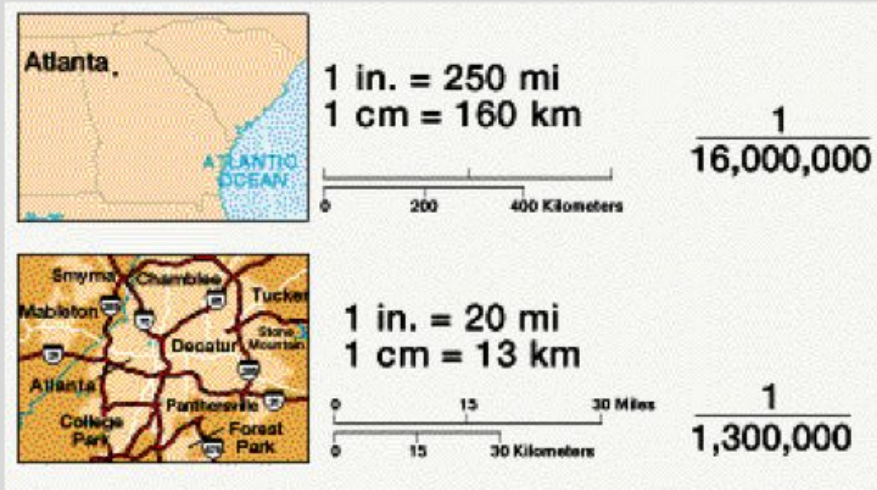 Atlanta
ATLANTIC
OCEAN
1 in. = 250 mi
1 cm = 160 km
0 200 400 Kilometers
1
16,000,000
Smyrna Chamblee
Tucker
Mableton
Stone
Decatur Mountain
Atlanta
Panthersville
College
Park
Forest
Park
1 in. = 20 mi
1 cm = 13 km
0 15 30 Miles
0 15 30 Kilometers
1
1,300,000